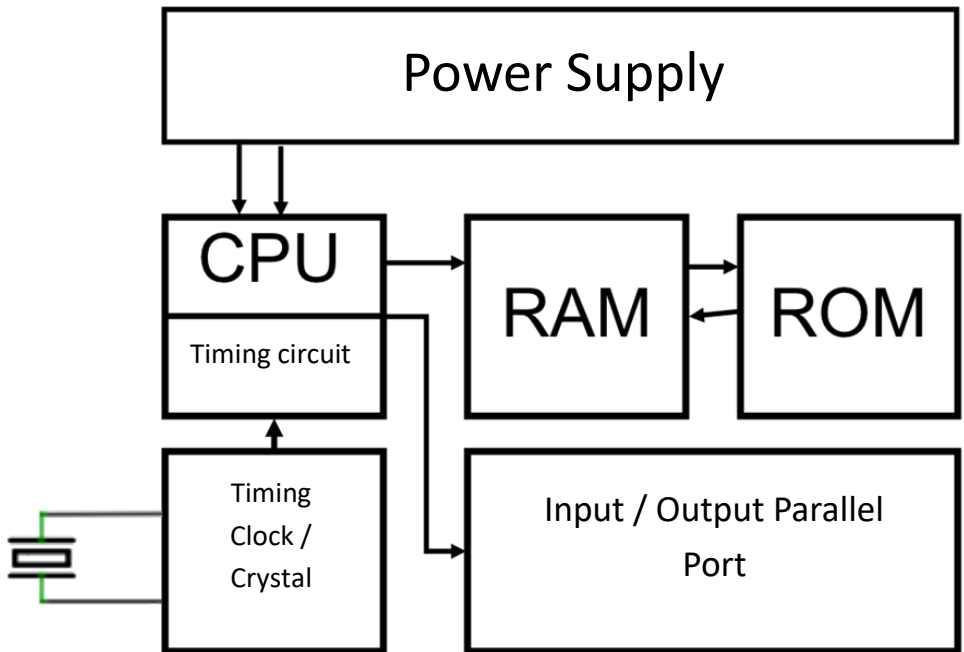 Power Supply
CPU
RAM
ROM
Timing circuit
Timing
Clock /
Crystal
Input / Output Parallel
Port